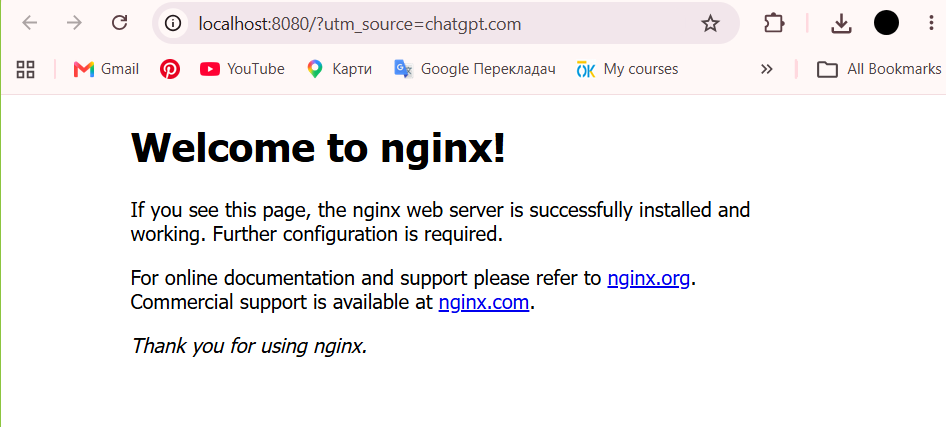 localhost:8080/?utm_source=chatgpt.com
Gmail YouTube Карти Google Перекладач ÖK My courses All Bookmarks
Welcome to nginx!
If you see this page, the nginx web server is successfully installed and
working. Further configuration is required.
For online documentation and support please refer to nginx.org.
Commercial support is available at nginx.com.
Thank you for using nginx.